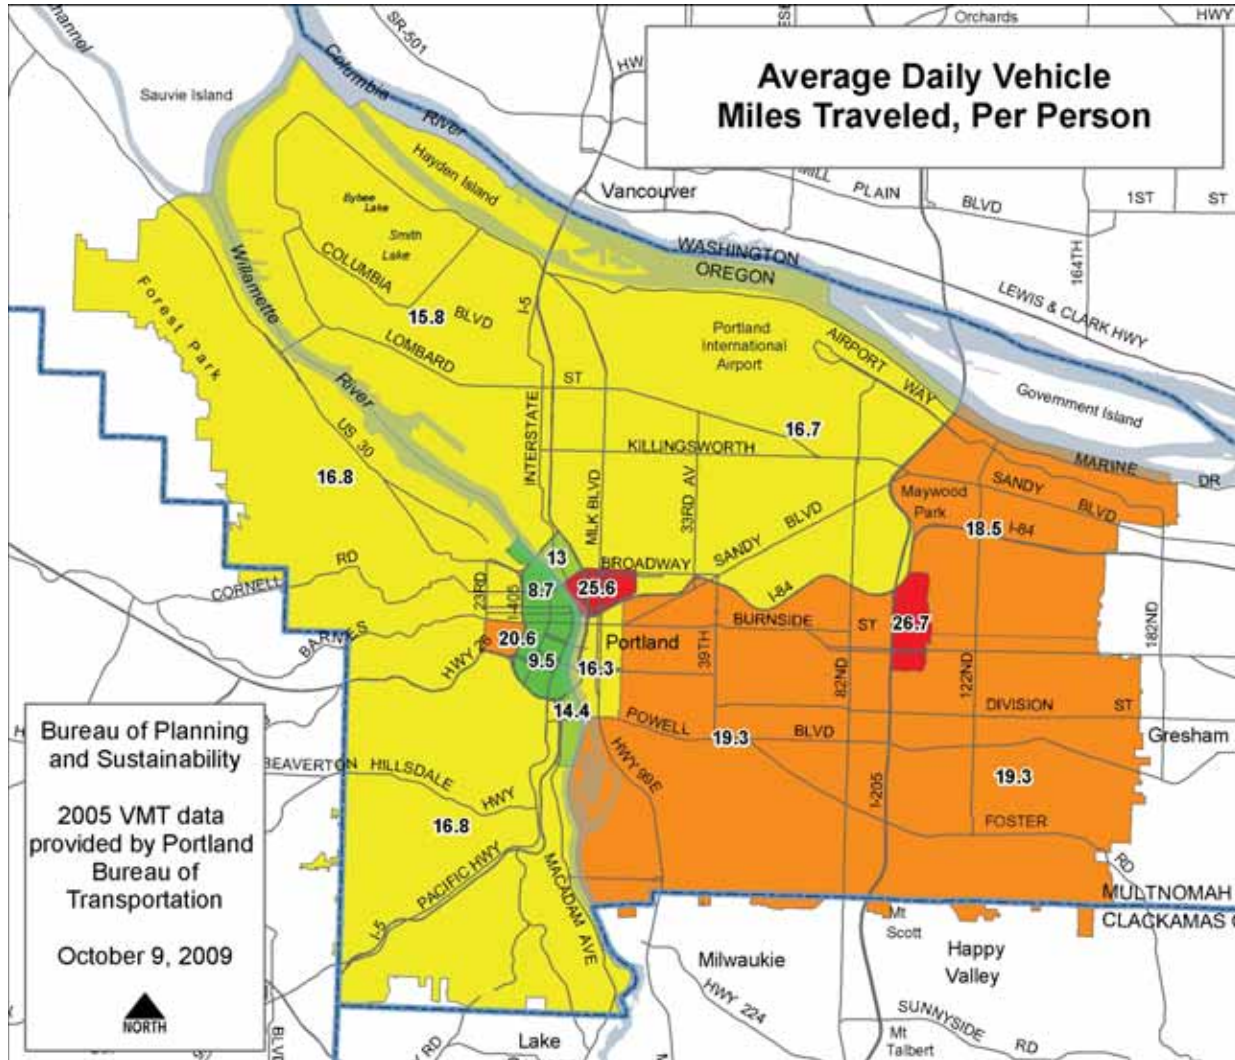 Average Daily Vehicle
Miles Traveled, Per Person
SR-501
Orchards
HWY
Sauvie Island
Columbia
River
Hayden Island
Vancouver
PLAIN
BLVD
1ST
ST
164TH
Bybee
Lake
Smith
Lake
WASHINGTON
OREGON
LEWIS & CLARK HWY
COLUMBIA
BLVD
15.8
I-5
LOMBARD
ST
Willamette
River
Forest Park
Portland
International
Airport
AIRPORT WAY
Government Island
16.7
KILLINGSWORTH
INTERSTATE
MLK BLVD
33RD AV
US 30
16.8
MARINE
DR
SANDY
BLVD
Maywood
Park
18.5
I-84
SANDY
BLVD
13
BROADWAY
CORNELL
RD
23RD
I-405
8.7
25.6
I-84
BURNSIDE
ST
26.7
182ND
BARNES
20.6
Portland
HWY 26
9.5
16.3
39TH
82ND
122ND
14.4
DIVISION
ST
POWELL
BLVD
19.3
Gresham
HWY 99E
I-205
19.3
BEAVERTON
HILLSDALE
HWY
16.8
FOSTER
RD
PACIFIC HWY
I-5
MACADAM AVE
MULTNOMAH
CLACKAMAS
Mt
Scott
Happy
Valley
Milwaukie
HWY 224
SUNNYSIDE
RD
Mt
Talbert
Lake
RD
BLVD
Bureau of Planning
and Sustainability
2005 VMT data
provided by Portland
Bureau of
Transportation
October 9, 2009
NORTH